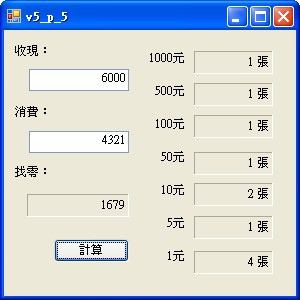 v5_p_5
收現：
6000
消費：
4321
找零：
1679
計算
1000元 1 張
500元 1 張
100元 1 張
50元 1 張
10元 2 張
5元 1 張
1元 4 張